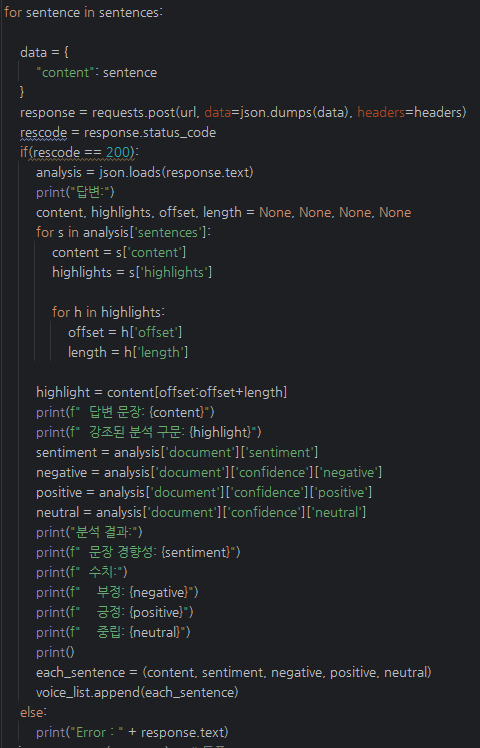 for sentence in sentences:
data = {
"content": sentence
}
response = requests.post(url, data=json.dumps(data), headers=headers)
rescode = response.status_code
if(rescode == 200):
analysis = json.loads(response.text)
print("답변:")
content, highlights, offset, length = None, None, None, None
for s in analysis['sentences']:
content = s['content']
highlights = s['highlights']
for h in highlights:
offset = h['offset']
length = h['length']
highlight = content[offset:offset+length]
print(f"  답변 문장: {content}")
print(f"  강조된 분석 구문: {highlight}")
sentiment = analysis['document']['sentiment']
negative = analysis['document']['confidence']['negative']
positive = analysis['document']['confidence']['positive']
neutral = analysis['document']['confidence']['neutral']
print("분석 결과:")
print(f"  문장 경향성: {sentiment}")
print(f"  수치:")
print(f"    부정: {negative}")
print(f"    긍정: {positive}")
print(f"    중립: {neutral}")
print()
each_sentence = (content, sentiment, negative, positive, neutral)
voice_list.append(each_sentence)
else:
print("Error : " + response.text)